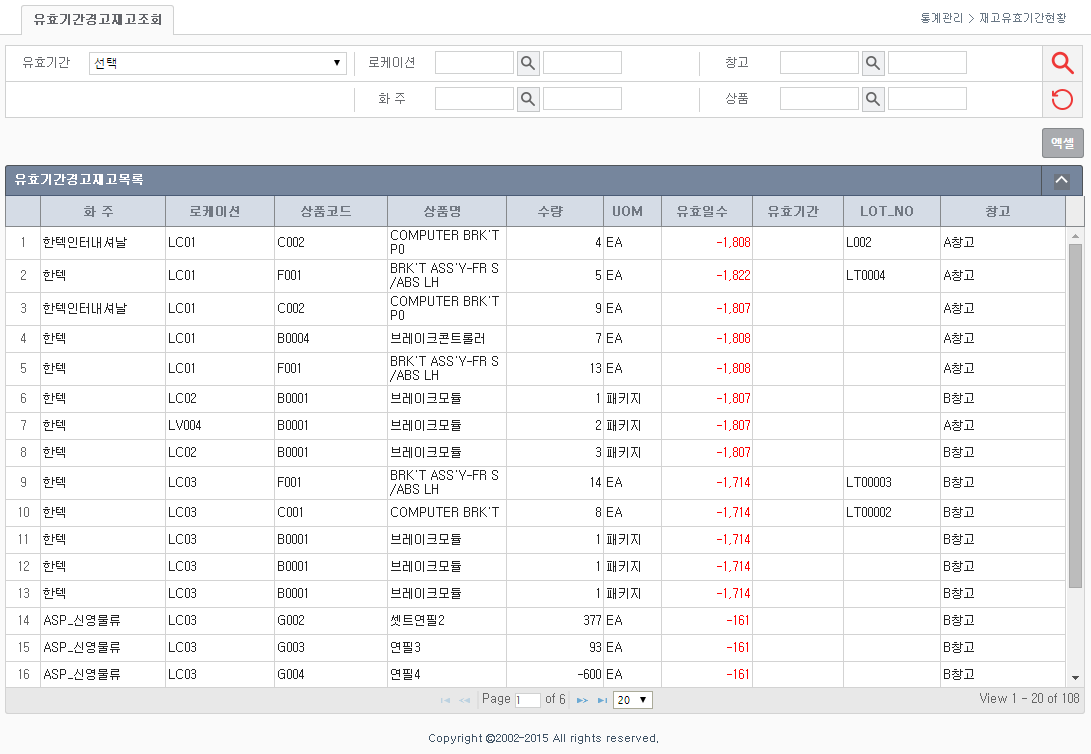 유효기간경고재고조회
통계관리 > 재고유효기간현황
유효기간 선택 로케이션 창고
화 주 상품
엑셀
유효기간경고재고목록
화 주 로케이션 상품코드 상품명 수량 UOM 유효일수 유효기간 LOT_NO 창고
1 한텍인터내셔날 LC01 C002 COMPUTER BRK'T P0 4 EA -1,808 L002 A창고
2 한텍 LC01 F001 BRK'T ASS'Y-FR S/ABS LH 5 EA -1,822 LT0004 A창고
3 한텍인터내셔날 LC01 C002 COMPUTER BRK'T P0 9 EA -1,807 A창고
4 한텍 LC01 B0004 브레이크콘트롤러 7 EA -1,808 A창고
5 한텍 LC01 F001 BRK'T ASS'Y-FR S/ABS LH 13 EA -1,808 A창고
6 한텍 LC02 B0001 브레이크모듈 1 패키지 -1,807 B창고
7 한텍 LV004 B0001 브레이크모듈 2 패키지 -1,807 A창고
8 한텍 LC02 B0001 브레이크모듈 3 패키지 -1,807 B창고
9 한텍 LC03 F001 BRK'T ASS'Y-FR S/ABS LH 14 EA -1,714 LT00003 B창고
10 한텍 LC03 C001 COMPUTER BRK'T 8 EA -1,714 LT00002 B창고
11 한텍 LC03 B0001 브레이크모듈 1 패키지 -1,714 B창고
12 한텍 LC03 B0001 브레이크모듈 1 패키지 -1,714 B창고
13 한텍 LC03 B0001 브레이크모듈 1 패키지 -1,714 B창고
14 ASP_신영물류 LC03 G002 셋트연필2 377 EA -161 B창고
15 ASP_신영물류 LC03 G003 연필3 93 EA -161 B창고
16 ASP_신영물류 LC03 G004 연필4 -600 EA -161 B창고
Page 1 of 6 20 View 1 - 20 of 108
Copyright ©2002-2015 All rights reserved.